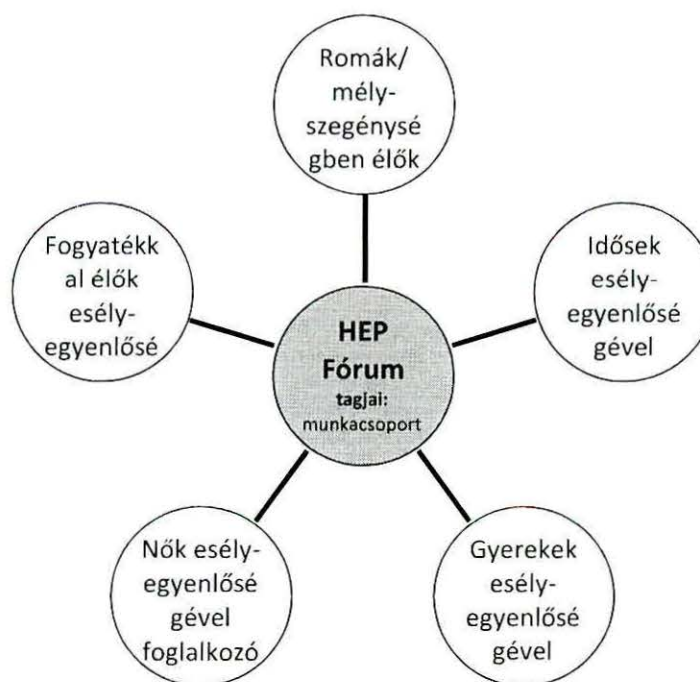 Romák/
mély-
szegénysé
gben élők
Fogyatékk
al élők
esély-
egyenlősé
Idősek
esély-
egyenlősé
gével
HEP
Fórum
tagjai:
munkacsoport
Nők esély-
egyenlősé
gével
foglalkozó
Gyerekek
esély-
egyenlősé
gével